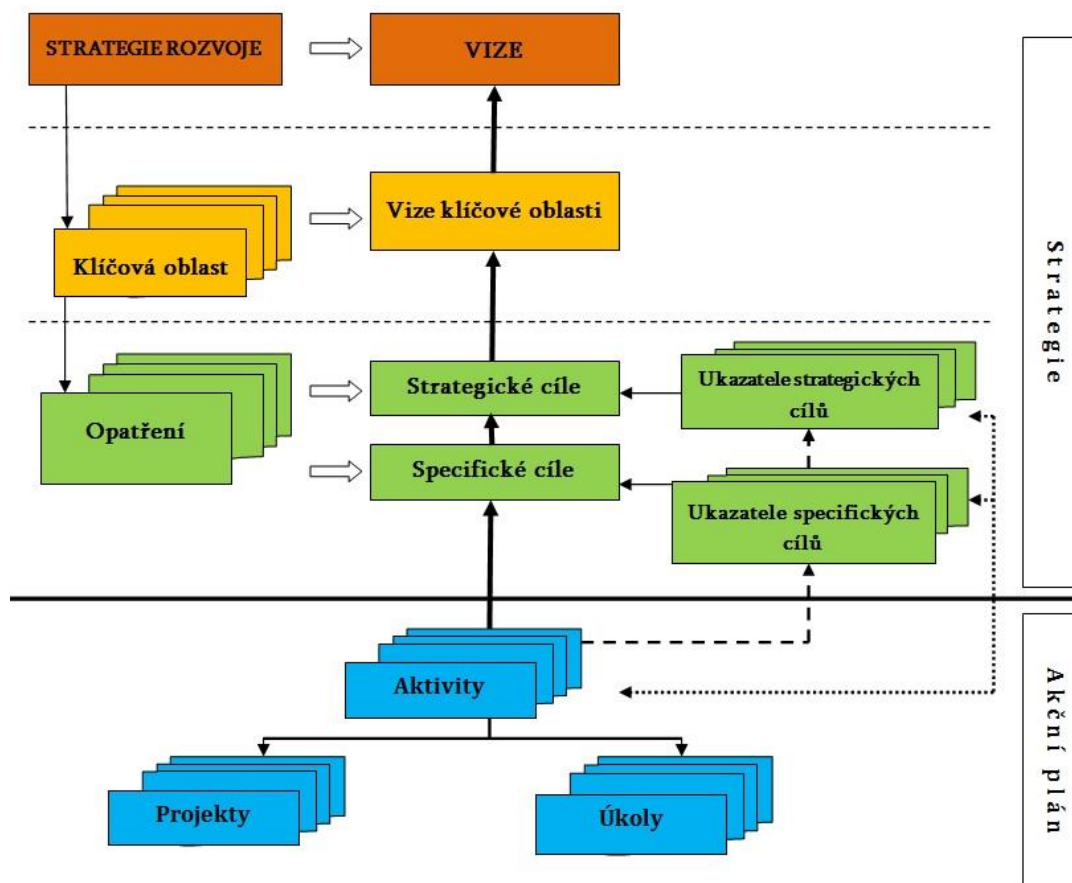 STRATEGIE ROZVOJE
VIZE
Vize klíčové oblasti
Klíčová oblast
Strategické cíle
Ukazatele strategických
cílů
Opatření
Specifické cíle
Ukazatele specifických
cílů
Strategie
Aktivity
Projekty
Úkoly
Akční plán